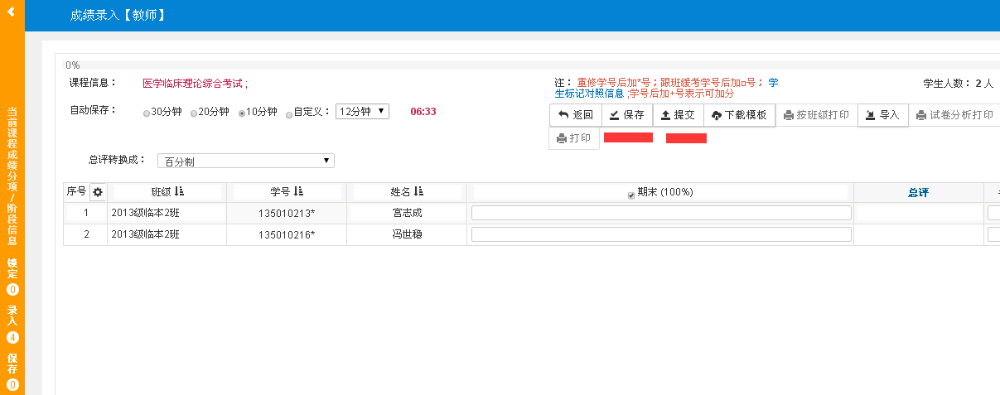 成绩录入【教师】
0%
课程信息： 医学临床理论综合考试 ;
注： 重修学号后加*号；跟班缓考学号后加□号； 学
生标记对照信息 ;学号后加+号表示可加分
学生人数： 2 人
自动保存： 30分钟 20分钟 10分钟 自定义： 12分钟 06:33
返回 保存 提交 下载模板 按班级打印 导入 试卷分析打印
打印
总评转换成： 百分制
序号 班级 学号 姓名 期末 (100%) 总评
1 2013级临本2班 135010213* 宫志成
2 2013级临本2班 135010216* 冯世稳
当前课程成绩分项/阶段信息
锁定
0
录入
4
保存
0